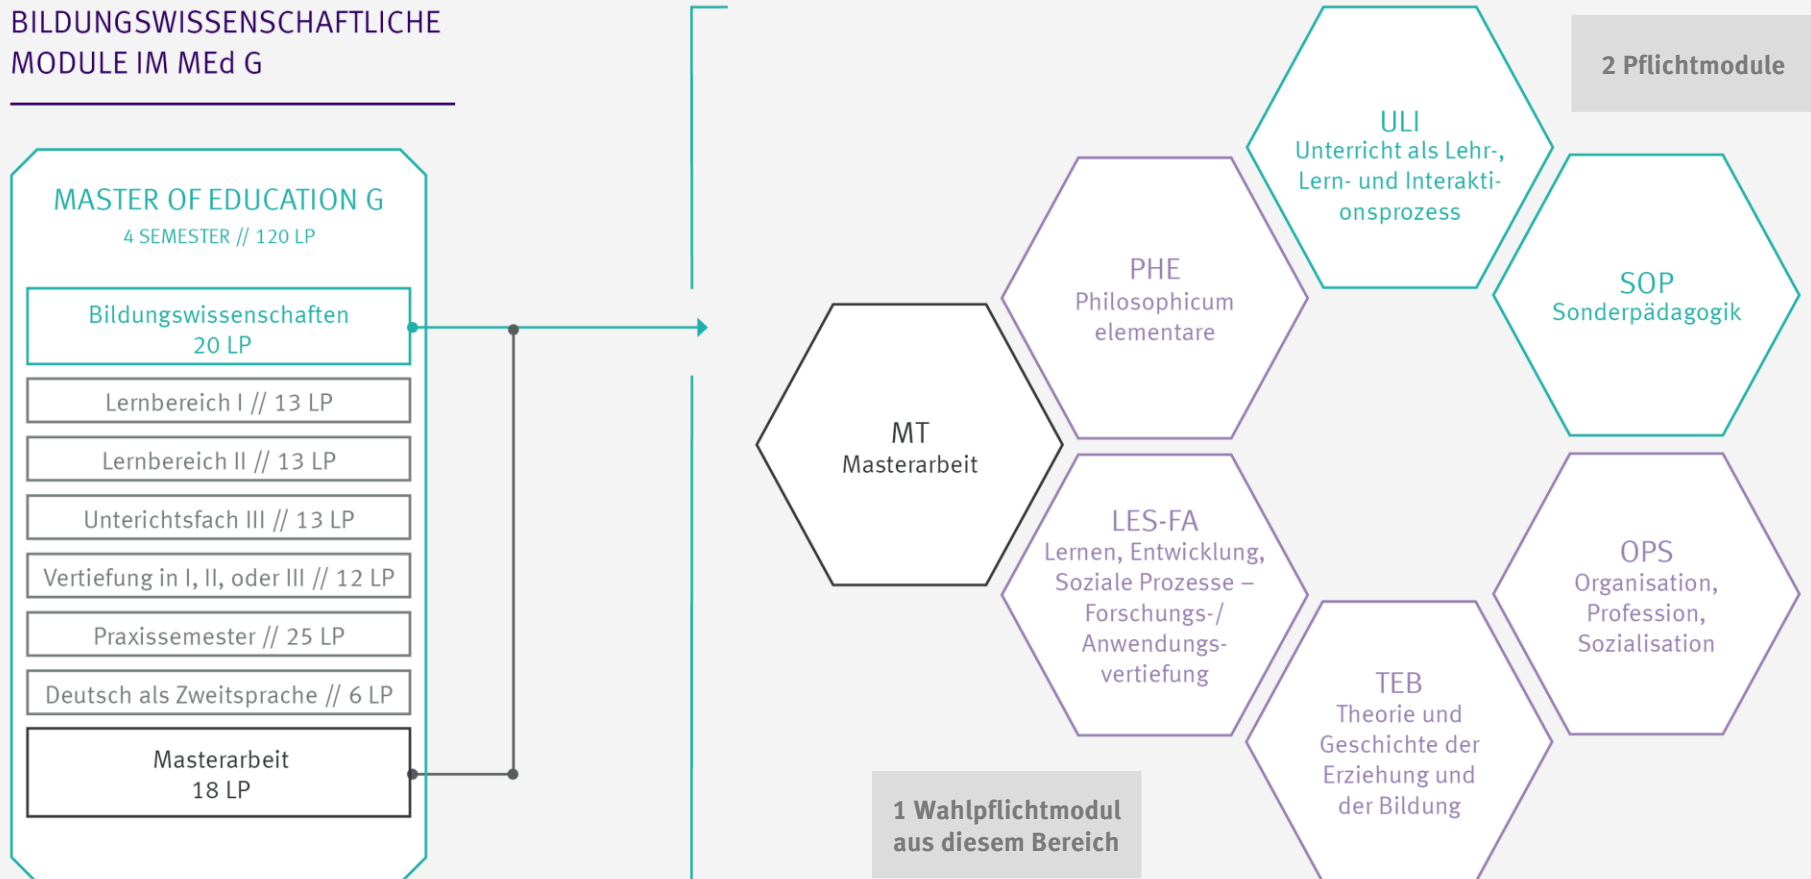 BILDUNGSWISSENSCHAFTLICHE
MODULE IM MEd G
MASTER OF EDUCATION G
4 SEMESTER // 120 LP
Bildungswissenschaften
20 LP
Lernbereich I // 13 LP
Lernbereich II // 13 LP
Unterichtsfach III // 13 LP
Vertiefung in I, II, oder III // 12 LP
Praxissemester // 25 LP
Deutsch als Zweitsprache // 6 LP
Masterarbeit
18 LP
2 Pflichtmodule
ULI
Unterricht als Lehr-,
Lern- und Interakti-
onsprozess
SOP
Sonderpädagogik
PHE
Philosophicum
elementare
MT
Masterarbeit
LES-FA
Lernen, Entwicklung,
Soziale Prozesse –
Forschungs-/
Anwendungs-
vertiefung
OPS
Organisation,
Profession,
Sozialisation
TEB
Theorie und
Geschichte der
Erziehung und
der Bildung
1 Wahlpflichtmodul
aus diesem Bereich